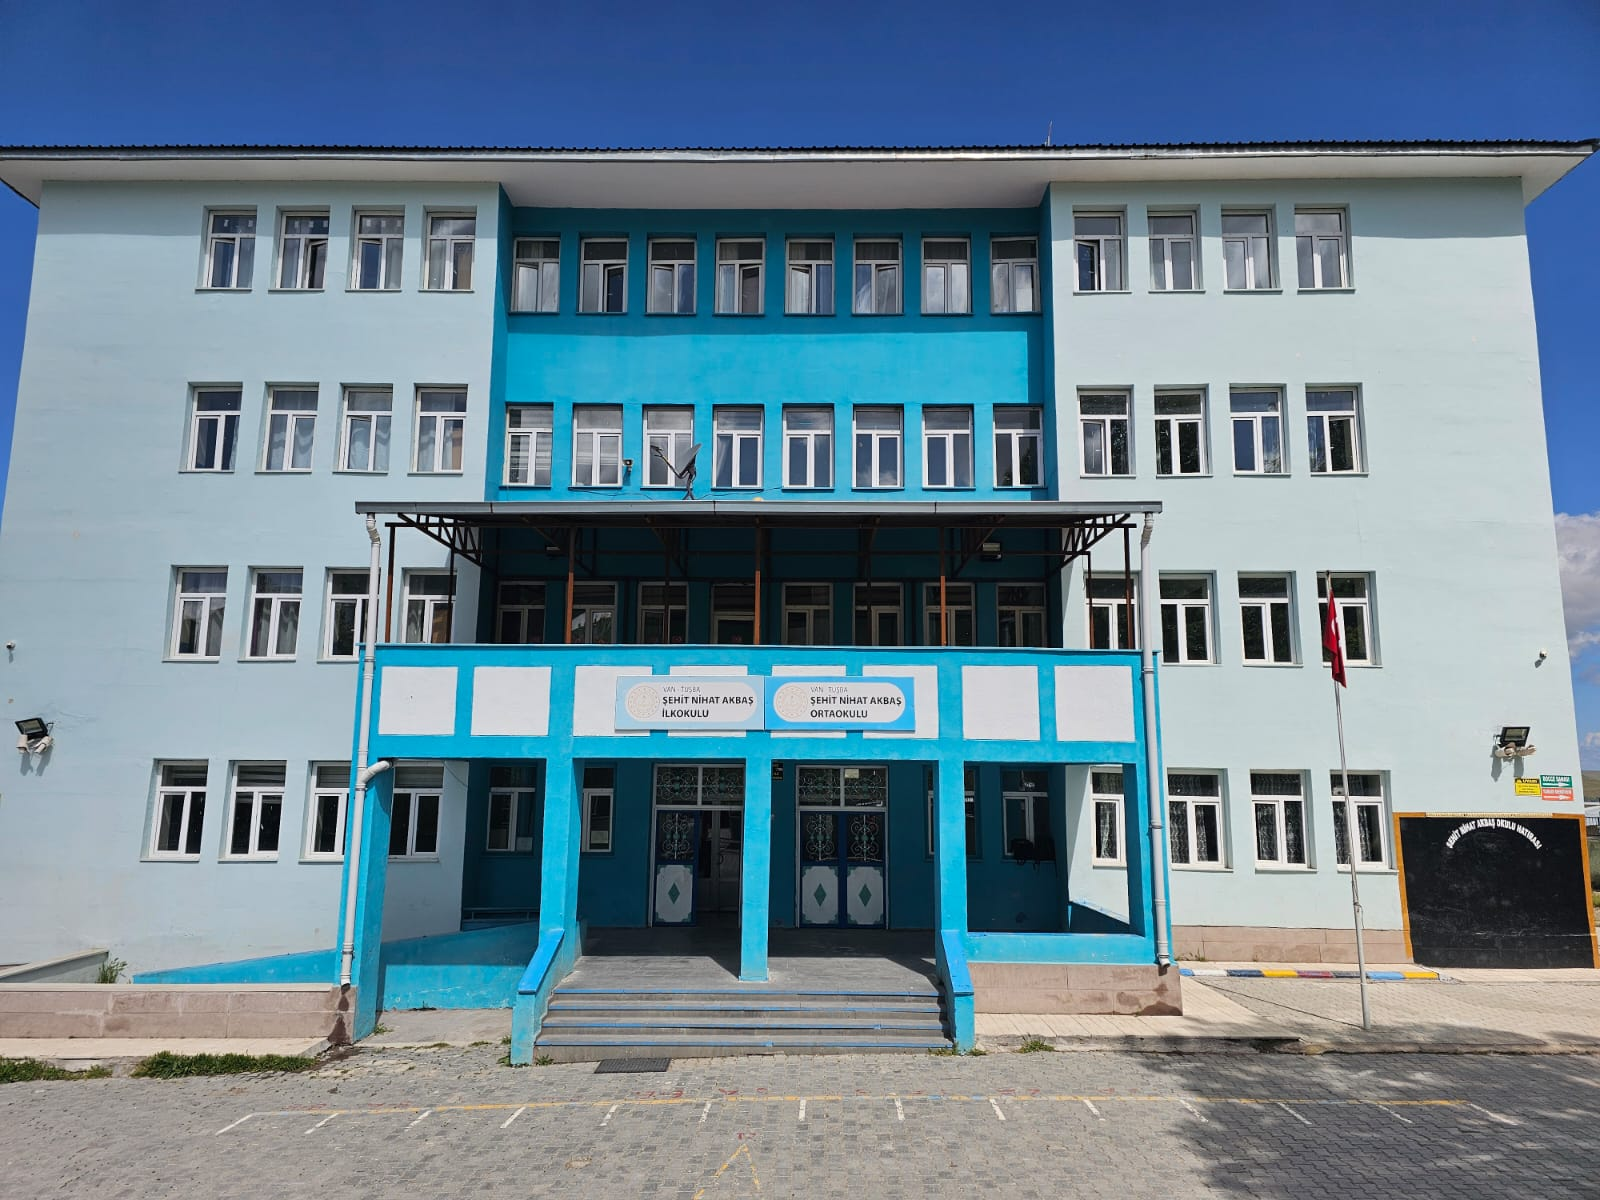 VAN - TUŞBA
ŞEHİT NİHAT AKBAŞ
İLKOKULU
VAN - TUŞBA
ŞEHİT NİHAT AKBAŞ
ORTAOKULU
ŞEHİT NİHAT AKBAŞ OKULU HATIRASI